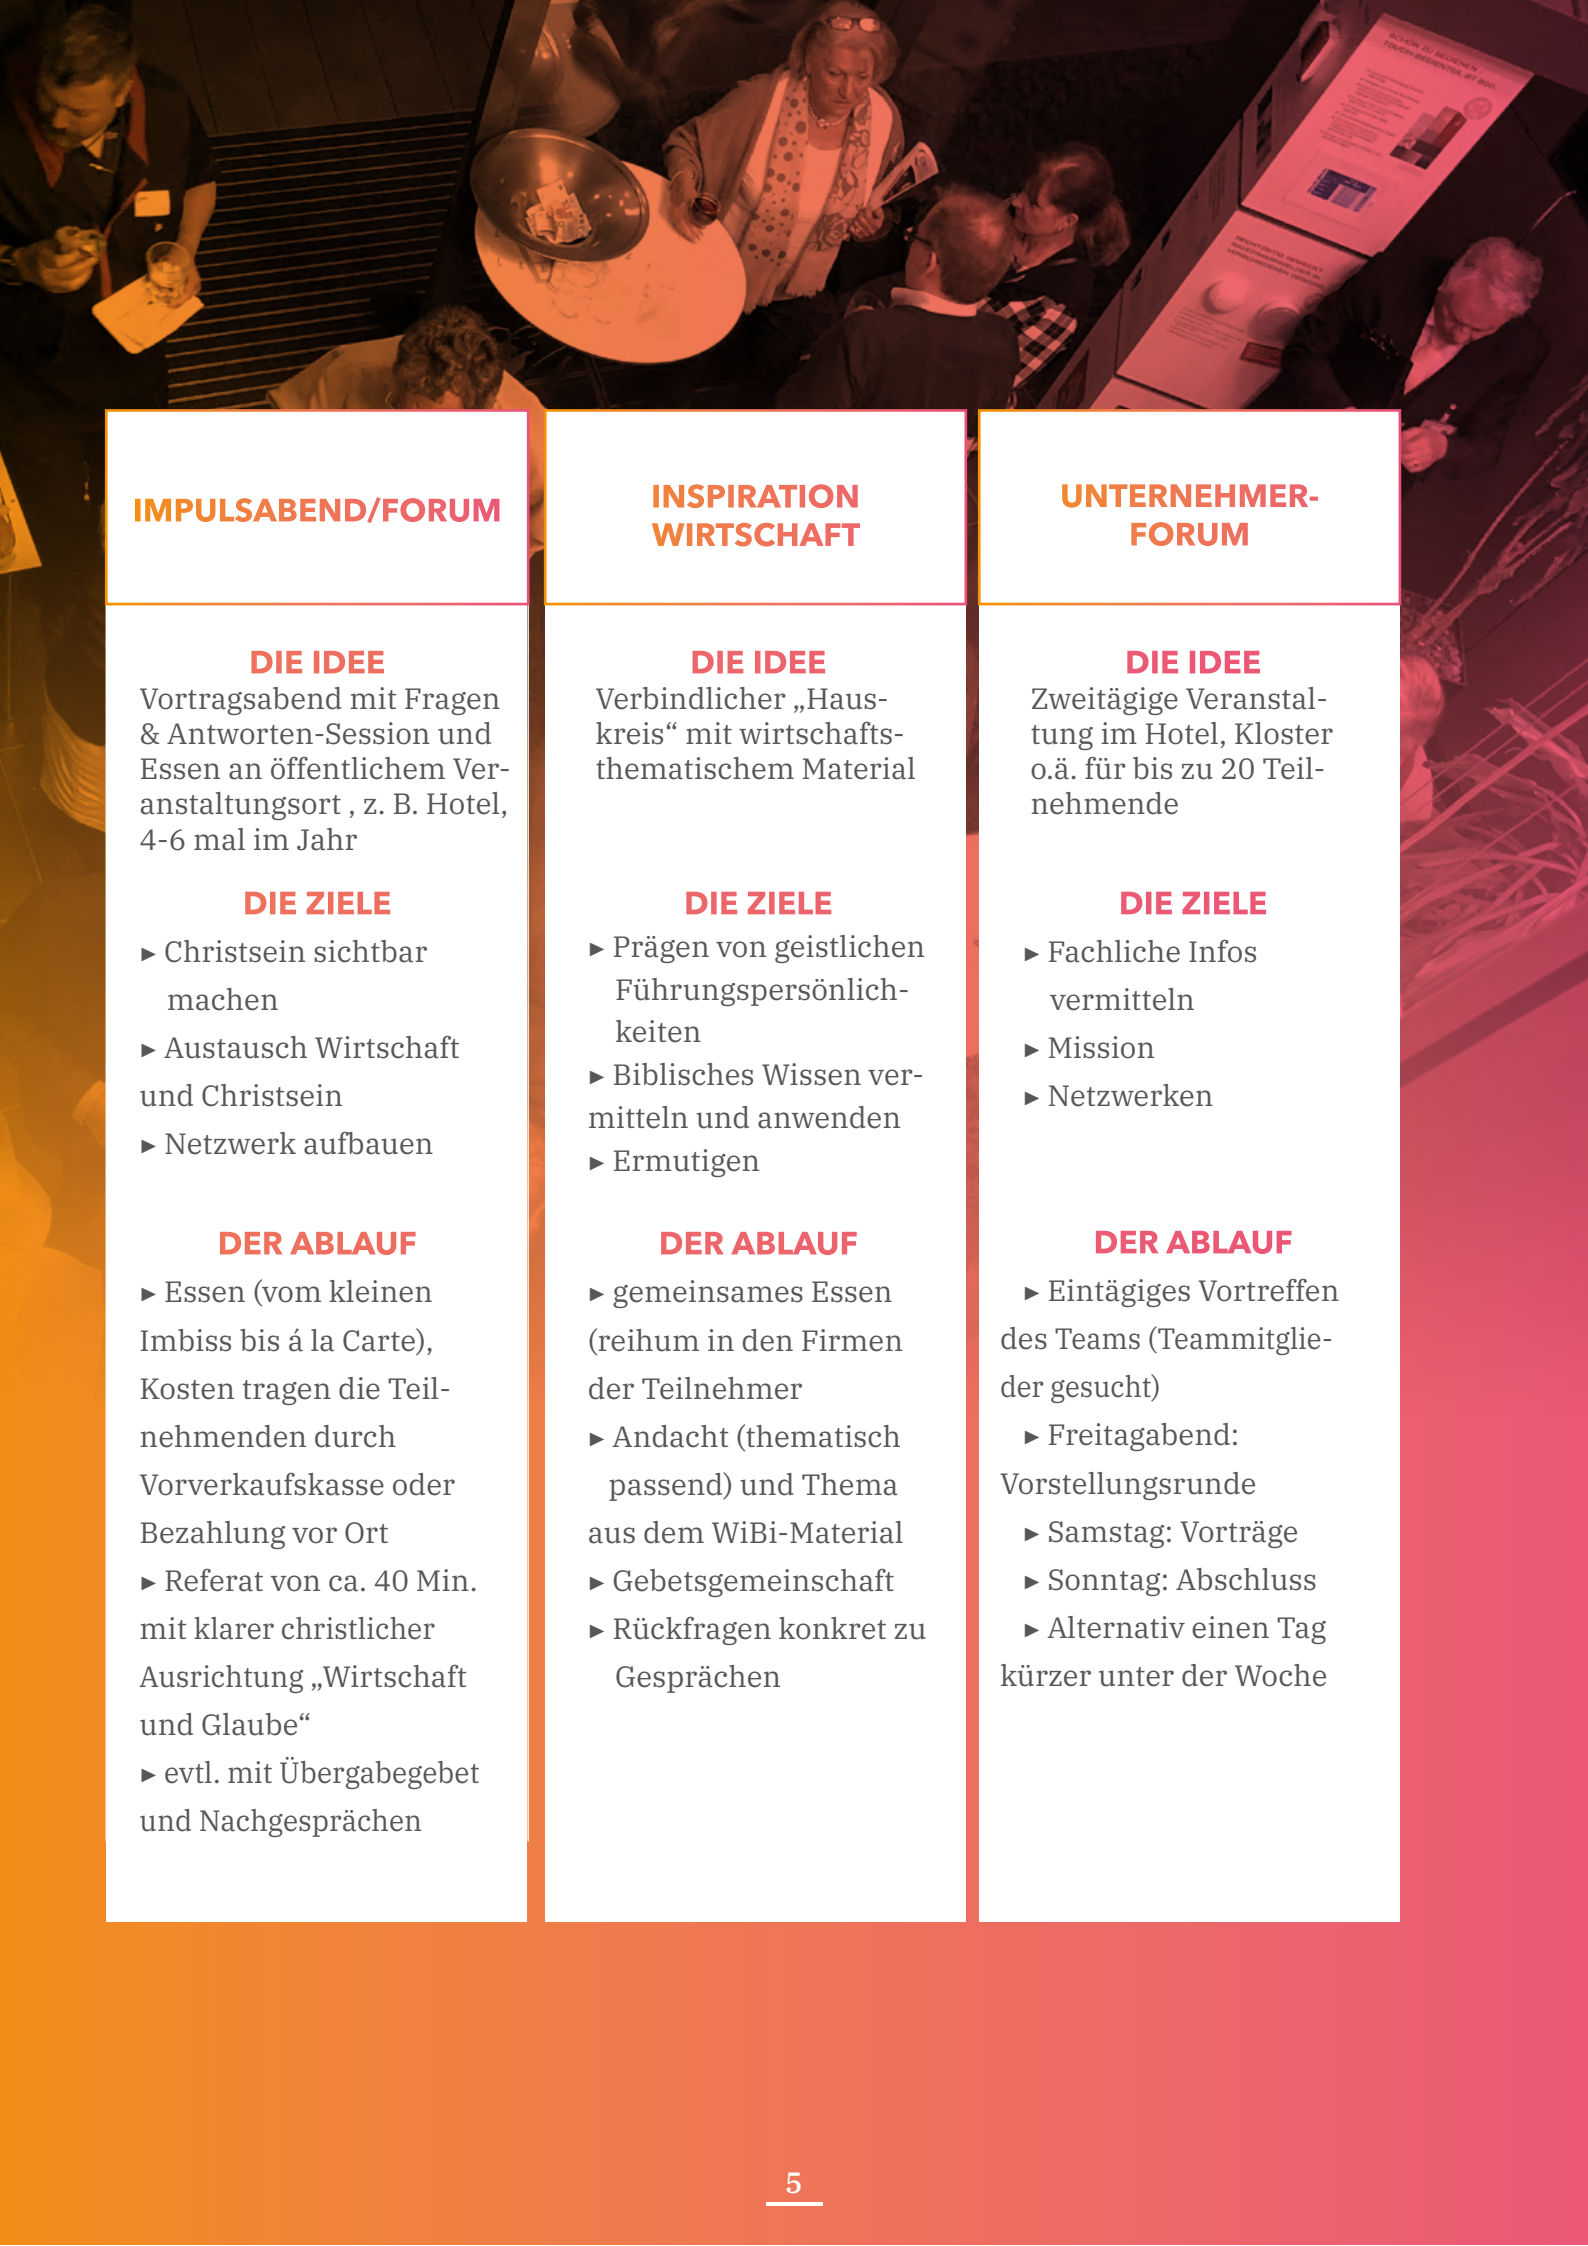 SCHÖN ZU BEDIENEN
TOUCH-BEDIENTEIL BT 800.
IMPULSABEND/FORUM
DIE IDEE
Vortragsabend mit Fragen
& Antworten-Session und
Essen an öffentlichem Ver-
anstaltungsort , z. B. Hotel,
4-6 mal im Jahr
DIE ZIELE
▸ Christsein sichtbar
machen
▸ Austausch Wirtschaft
und Christsein
▸ Netzwerk aufbauen
DER ABLAUF
▸ Essen (vom kleinen
Imbiss bis á la Carte),
Kosten tragen die Teil-
nehmenden durch
Vorverkaufskasse oder
Bezahlung vor Ort
▸ Referat von ca. 40 Min.
mit klarer christlicher
Ausrichtung „Wirtschaft
und Glaube“
▸ evtl. mit Übergabegebet
und Nachgesprächen
INSPIRATION
WIRTSCHAFT
DIE IDEE
Verbindlicher „Haus-
kreis“ mit wirtschafts-
thematischem Material
DIE ZIELE
▸ Prägen von geistlichen
Führungspersönlich-
keiten
▸ Biblisches Wissen ver-
mitteln und anwenden
▸ Ermutigen
DER ABLAUF
▸ gemeinsames Essen
(reihum in den Firmen
der Teilnehmer
▸ Andacht (thematisch
passend) und Thema
aus dem WiBi-Material
▸ Gebetsgemeinschaft
▸ Rückfragen konkret zu
Gesprächen
UNTERNEHMER-
FORUM
DIE IDEE
Zweitägige Veranstal-
tung im Hotel, Kloster
o.ä. für bis zu 20 Teil-
nehmende
DIE ZIELE
▸ Fachliche Infos
vermitteln
▸ Mission
▸ Netzwerken
DER ABLAUF
▸ Eintägiges Vortreffen
des Teams (Teammitglie-
der gesucht)
▸ Freitagabend:
Vorstellungsrunde
▸ Samstag: Vorträge
▸ Sonntag: Abschluss
▸ Alternativ einen Tag
kürzer unter der Woche
5